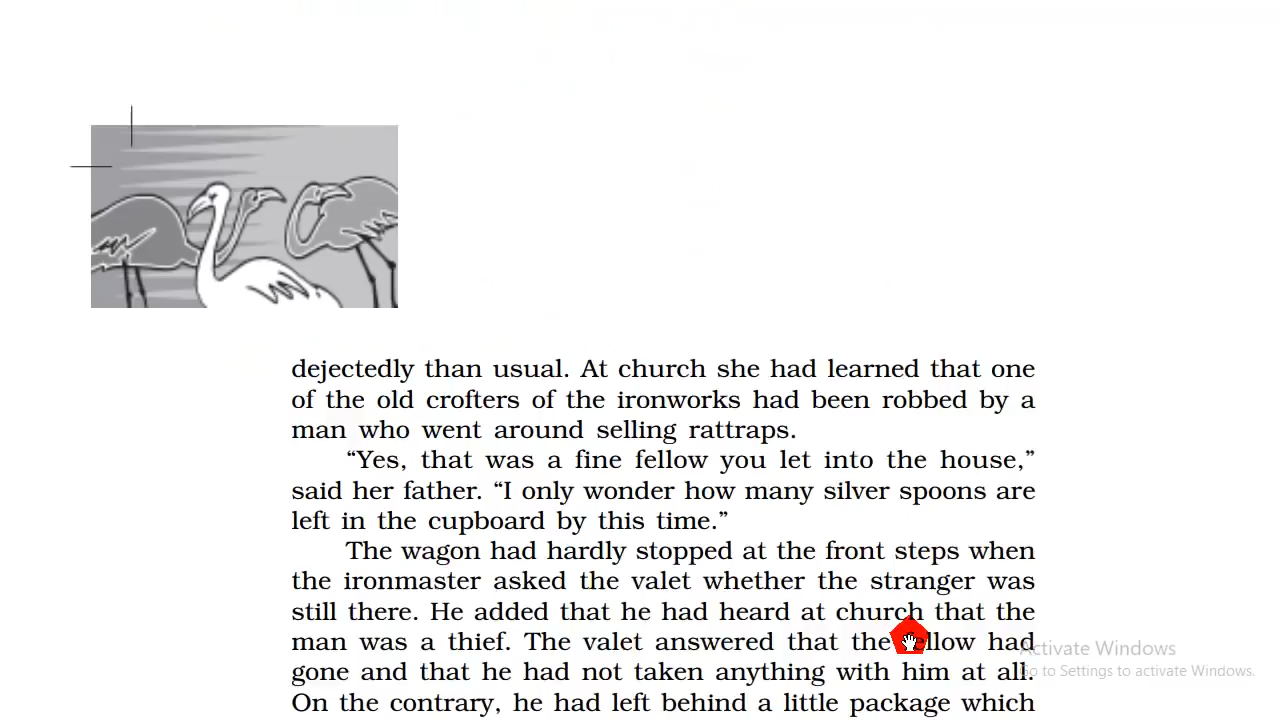 dejectedly than usual. At church she had learned that one
of the old crofters of the ironworks had been robbed by a
man who went around selling rattraps.
“Yes, that was a fine fellow you let into the house,”
said her father. “I only wonder how many silver spoons are
left in the cupboard by this time.”
The wagon had hardly stopped at the front steps when
the ironmaster asked the valet whether the stranger was
still there. He added that he had heard at church that the
man was a thief. The valet answered that the fellow had
gone and that he had not taken anything with him at all.
On the contrary, he had left behind a little package which
Activate Windows
Go to Settings to activate Windows.